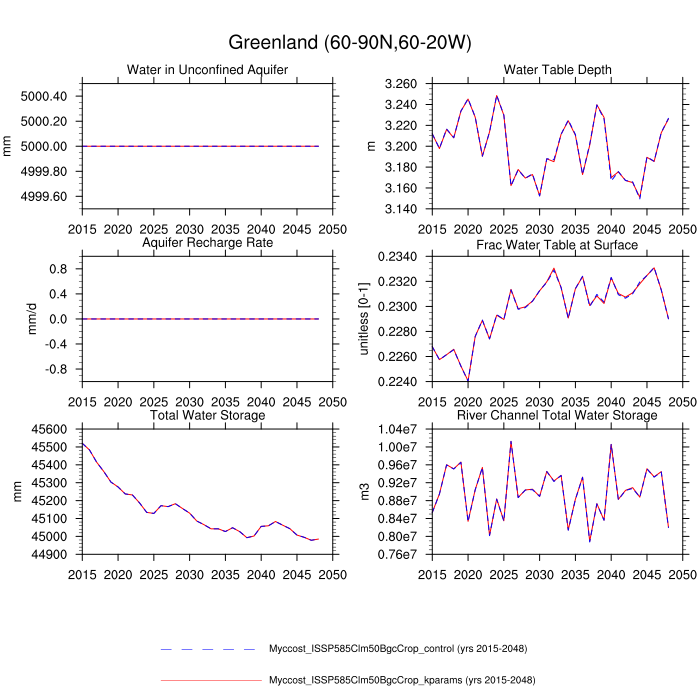 Greenland (60-90N,60-20W)
Water in Unconfined Aquifer
Water Table Depth
5000.40
5000.20
5000.00
4999.80
4999.60
mm
2015 2020 2025 2030 2035 2040 2045 2050
3.260
3.240
3.220
3.200
3.180
3.160
3.140
m
2015 2020 2025 2030 2035 2040 2045 2050
Aquifer Recharge Rate
Frac Water Table at Surface
0.8
0.4
0.0
-0.4
-0.8
mm/d
2015 2020 2025 2030 2035 2040 2045 2050
0.2340
0.2320
0.2300
0.2280
0.2260
0.2240
unitless [0-1]
2015 2020 2025 2030 2035 2040 2045 2050
Total Water Storage
River Channel Total Water Storage
45600
45500
45400
45300
45200
45100
45000
44900
mm
2015 2020 2025 2030 2035 2040 2045 2050
1.04e7
1.00e7
0.96e7
0.92e7
0.88e7
0.84e7
0.80e7
0.76e7
m3
2015 2020 2025 2030 2035 2040 2045 2050
Myccost_ISSP585Clm50BgcCrop_control (yrs 2015-2048)
Myccost_ISSP585Clm50BgcCrop_kparams (yrs 2015-2048)